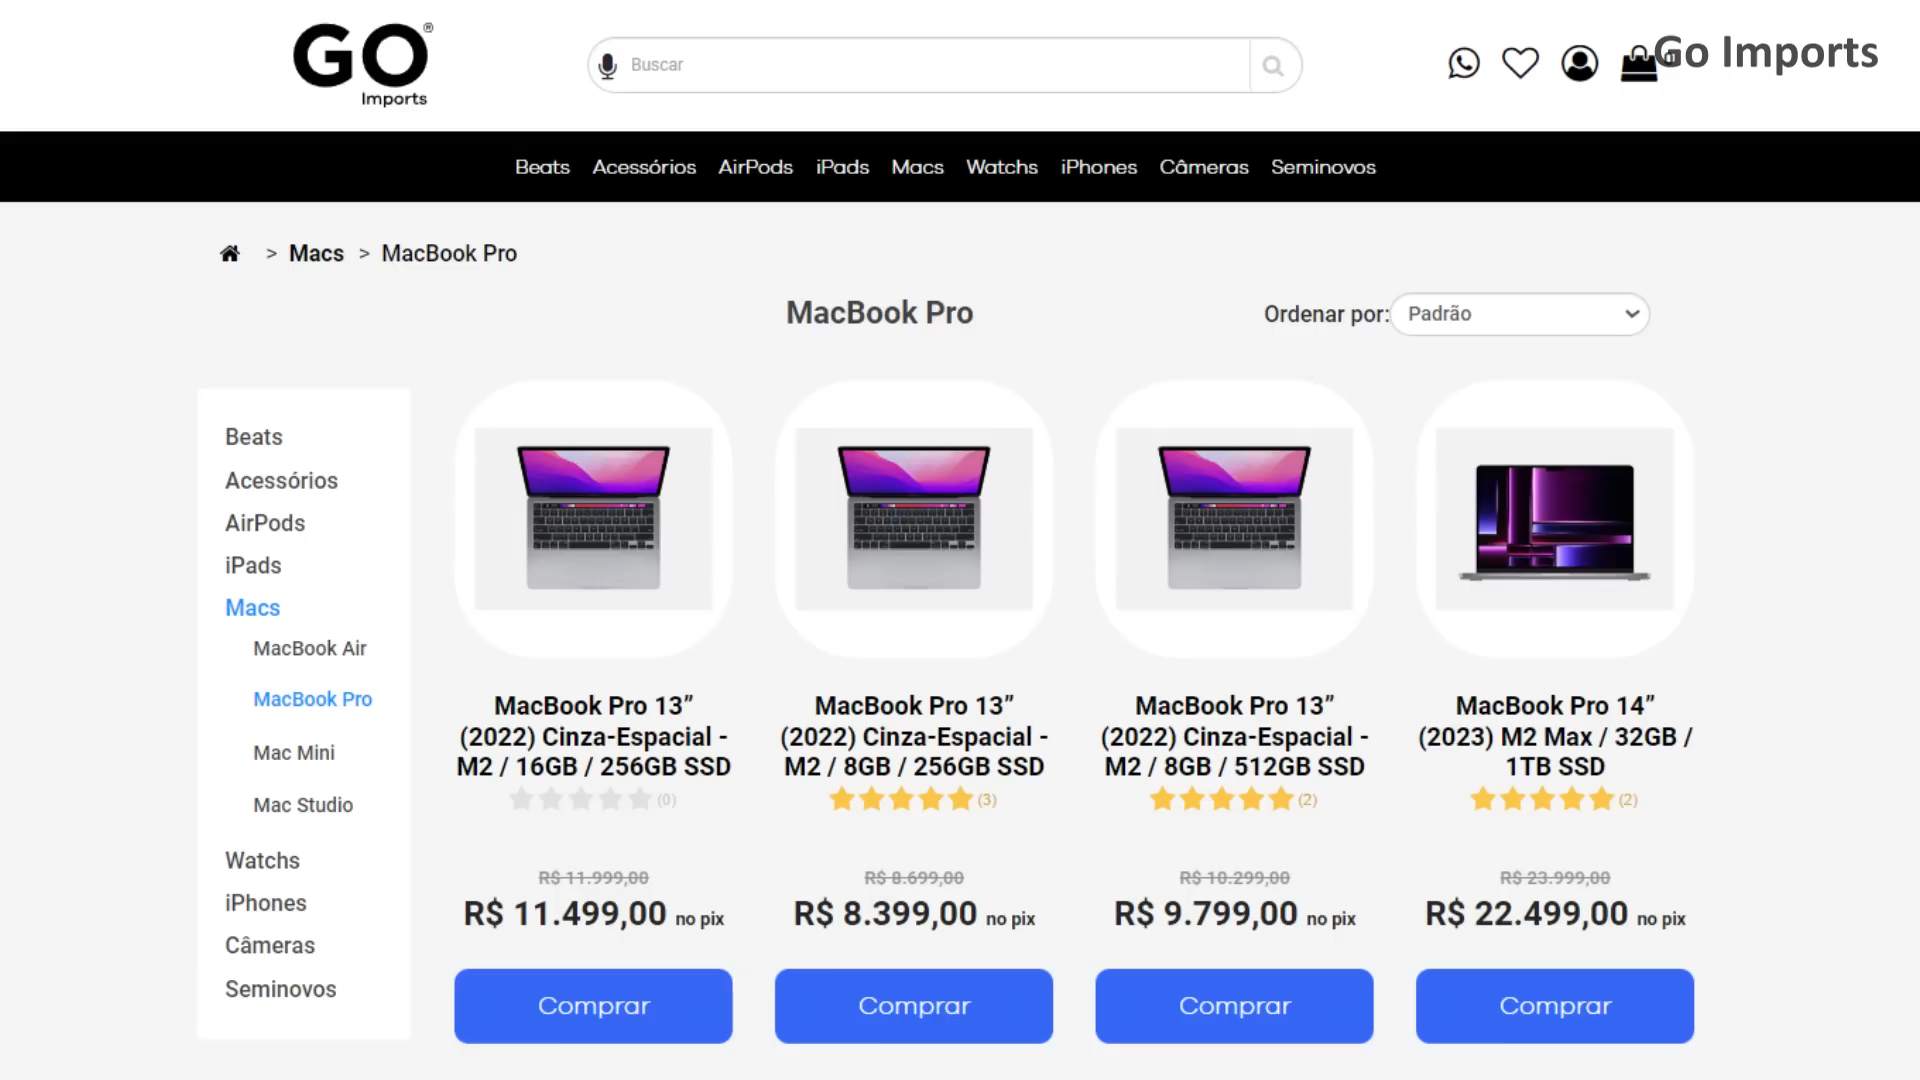 GO®
Imports
Buscar
Go Imports
Beats Acessórios AirPods iPads Macs Watchs iPhones Câmeras Seminovos
> Macs > MacBook Pro
MacBook Pro
Ordenar por: Padrão
Beats
Acessórios
AirPods
iPads
Macs
MacBook Air
MacBook Pro
Mac Mini
Mac Studio
Watchs
iPhones
Câmeras
Seminovos
MacBook Pro 13”
(2022) Cinza-Espacial -
M2 / 16GB / 256GB SSD
(0)
R$ 11.999,00
R$ 11.499,00 no pix
Comprar
MacBook Pro 13”
(2022) Cinza-Espacial -
M2 / 8GB / 256GB SSD
(3)
R$ 8.699,00
R$ 8.399,00 no pix
Comprar
MacBook Pro 13”
(2022) Cinza-Espacial -
M2 / 8GB / 512GB SSD
(2)
R$ 10.299,00
R$ 9.799,00 no pix
Comprar
MacBook Pro 14”
(2023) M2 Max / 32GB /
1TB SSD
(2)
R$ 23.999,00
R$ 22.499,00 no pix
Comprar